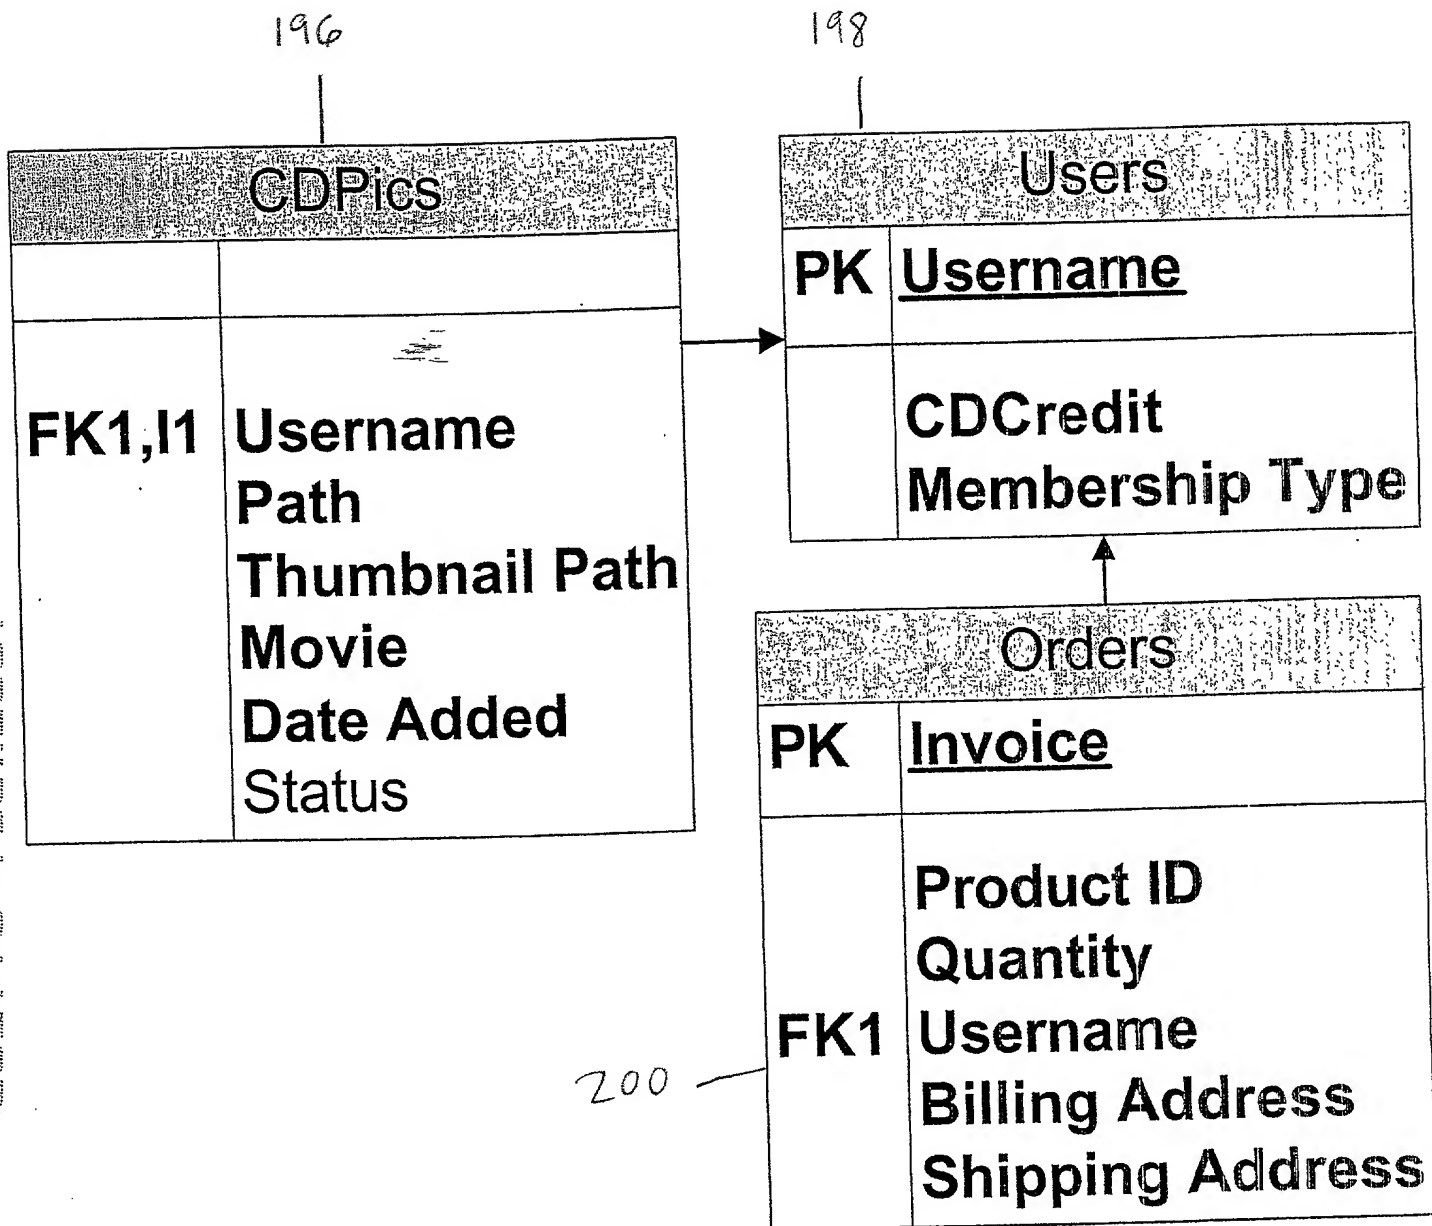 196
198
CDPics
FK1,I1 Username
Path
Thumbnail Path
Movie
Date Added
Status
Users
PK Username
CDCredit
Membership Type
Orders
PK Invoice
Product ID
Quantity
FK1 Username
Billing Address
Shipping Address
200